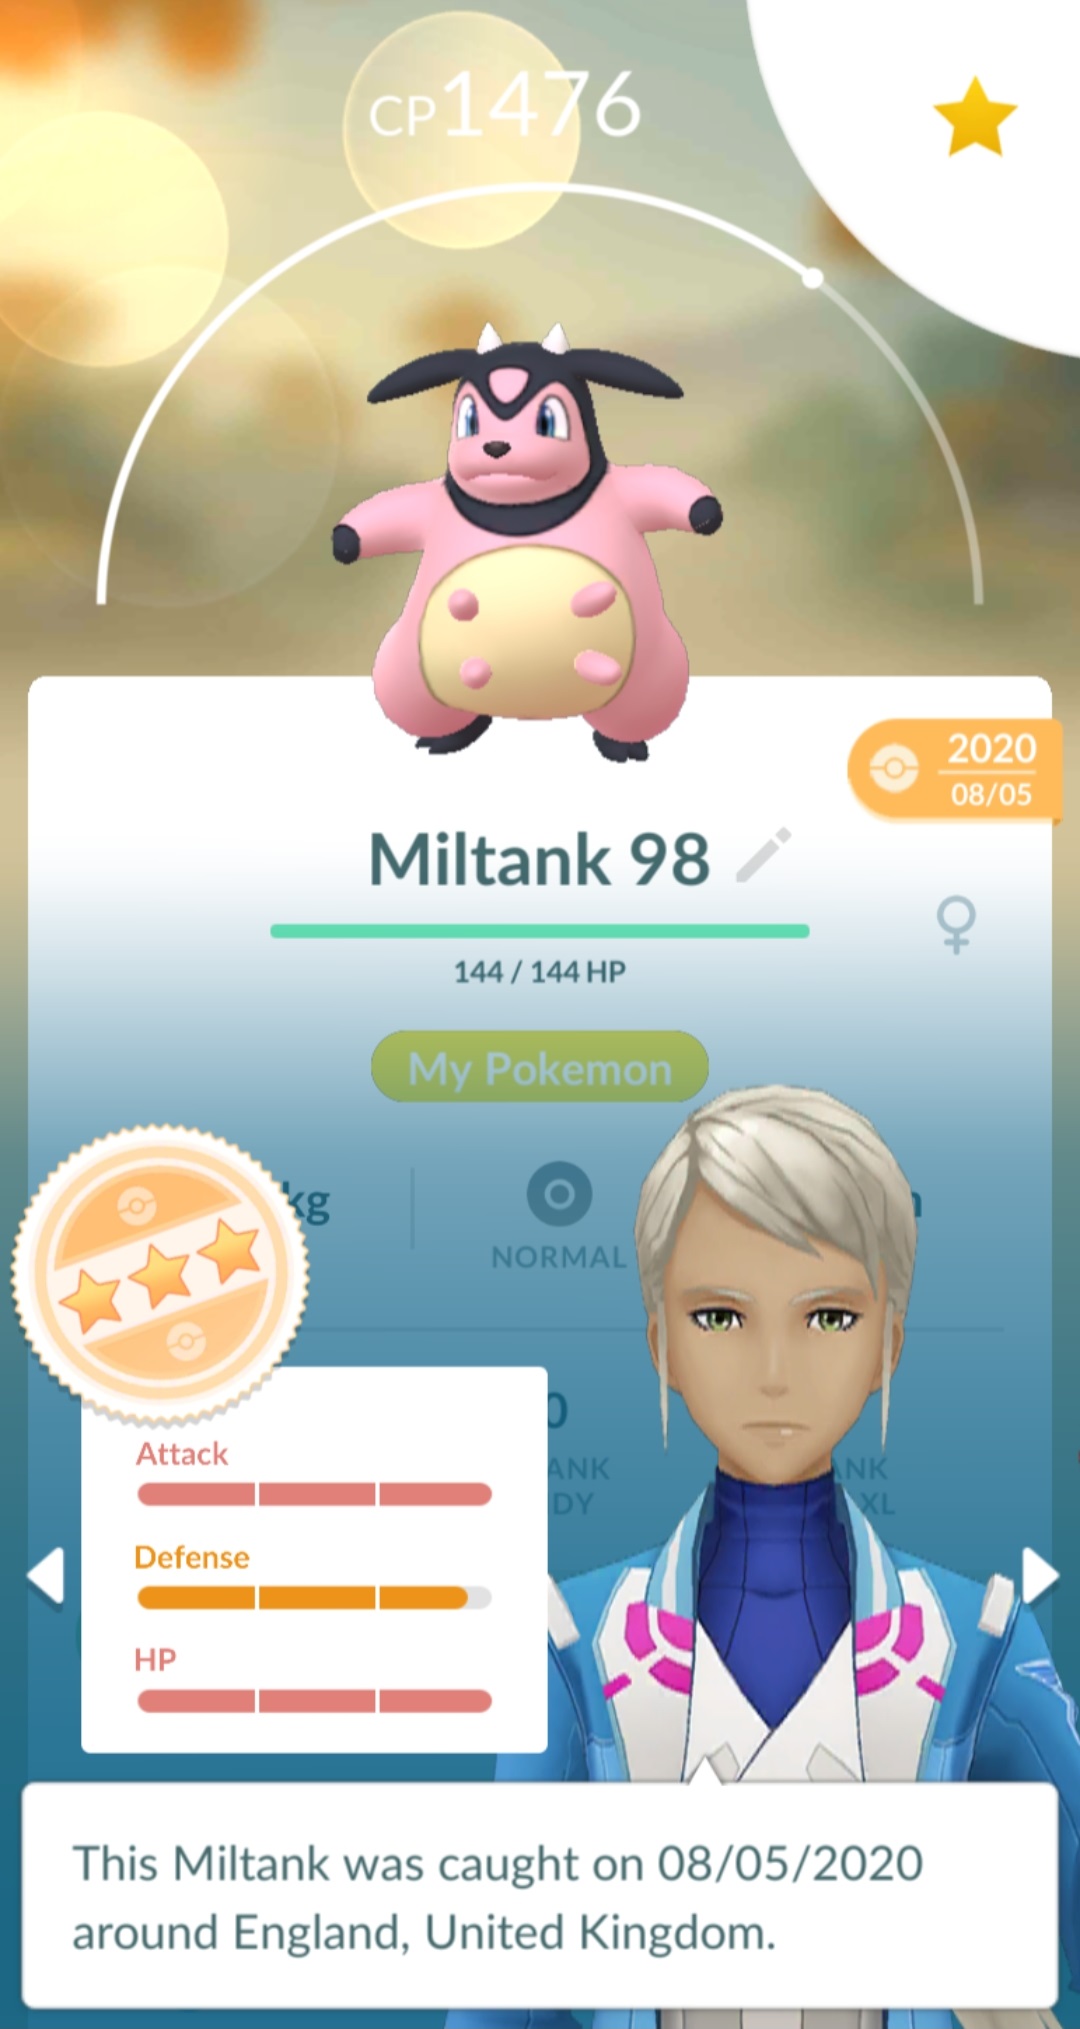 CP1476
2020
08/05
Miltank 98
144 / 144 HP
My Pokemon
kg
NORMAL
Attack
Defense
HP
XL
This Miltank was caught on 08/05/2020
around England, United Kingdom.